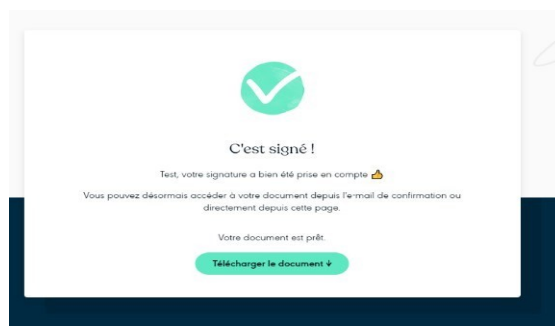 C'est signé !
Test, votre signature a bien été prise en compte 👍
Vous pouvez désormais accéder à votre document depuis l'e-mail de confirmation ou
directement depuis cette page.
Votre document est prêt.
Télécharger le document ↓